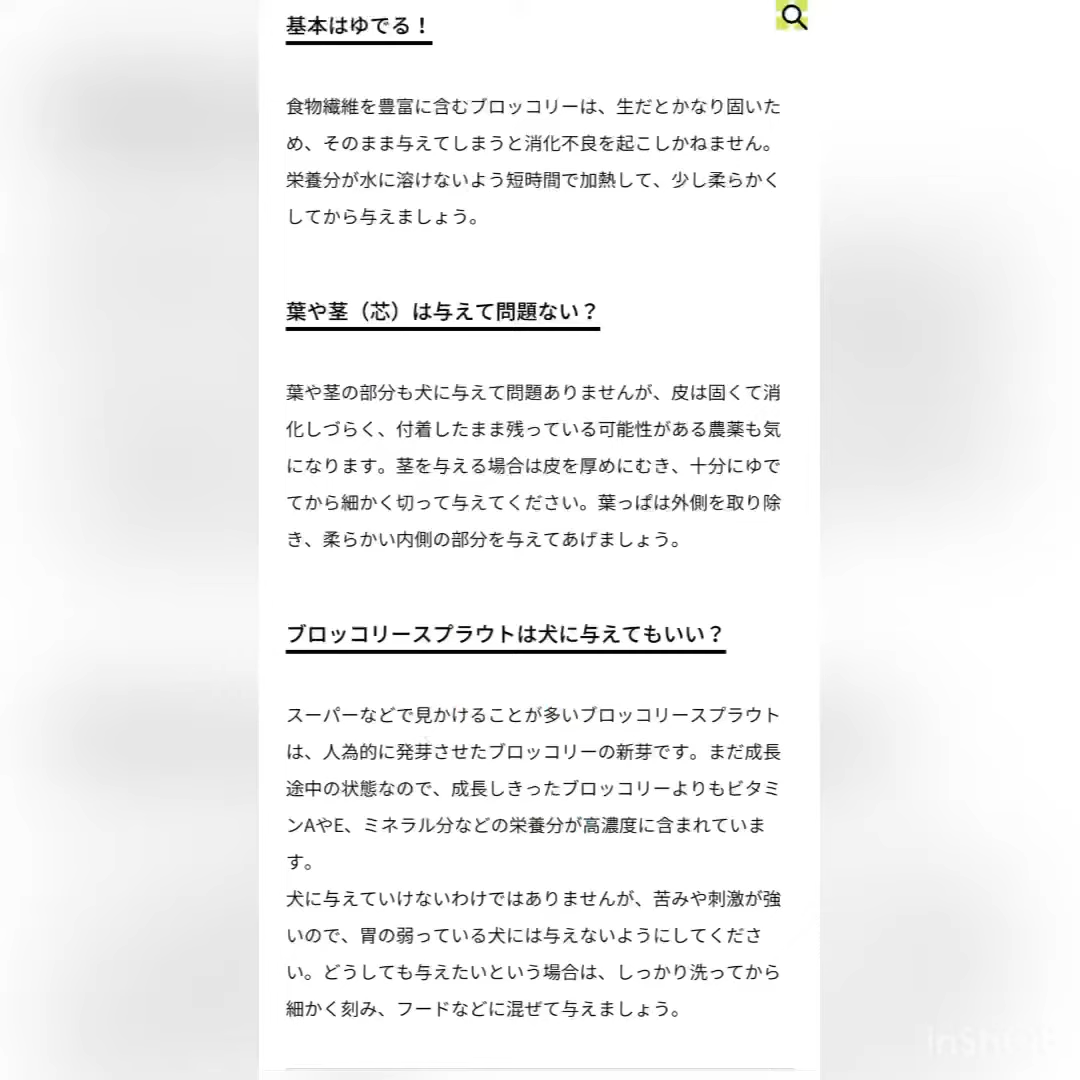 基本はゆでる！
食物繊維を豊富に含むブロッコリーは、生だとかなり固いた
め、そのまま与えてしまうと消化不良を起こしかねません。
栄養分が水に溶けないよう短時間で加熱して、少し柔らかく
してから与えましょう。
葉や茎（芯）は与えて問題ない？
葉や茎の部分も犬に与えて問題ありませんが、皮は固くて消
化しづらく、付着したまま残っている可能性がある農薬も気
になります。茎を与える場合は皮を厚めにむき、十分にゆで
てから細かく切って与えてください。葉っぱは外側を取り除
き、柔らかい内側の部分を与えてあげましょう。
ブロッコリースプラウトは犬に与えてもいい？
スーパーなどで見かけることが多いブロッコリースプラウト
は、人為的に発芽させたブロッコリーの新芽です。まだ成長
途中の状態なので、成長しきったブロッコリーよりもビタミ
ンAやE、ミネラル分などの栄養分が高濃度に含まれていま
す。
犬に与えていけないわけではありませんが、苦みや刺激が強
いので、胃の弱っている犬には与えないようにしてくださ
い。どうしても与えたいという場合は、しっかり洗ってから
細かく刻み、フードなどに混ぜて与えましょう。
InShOt